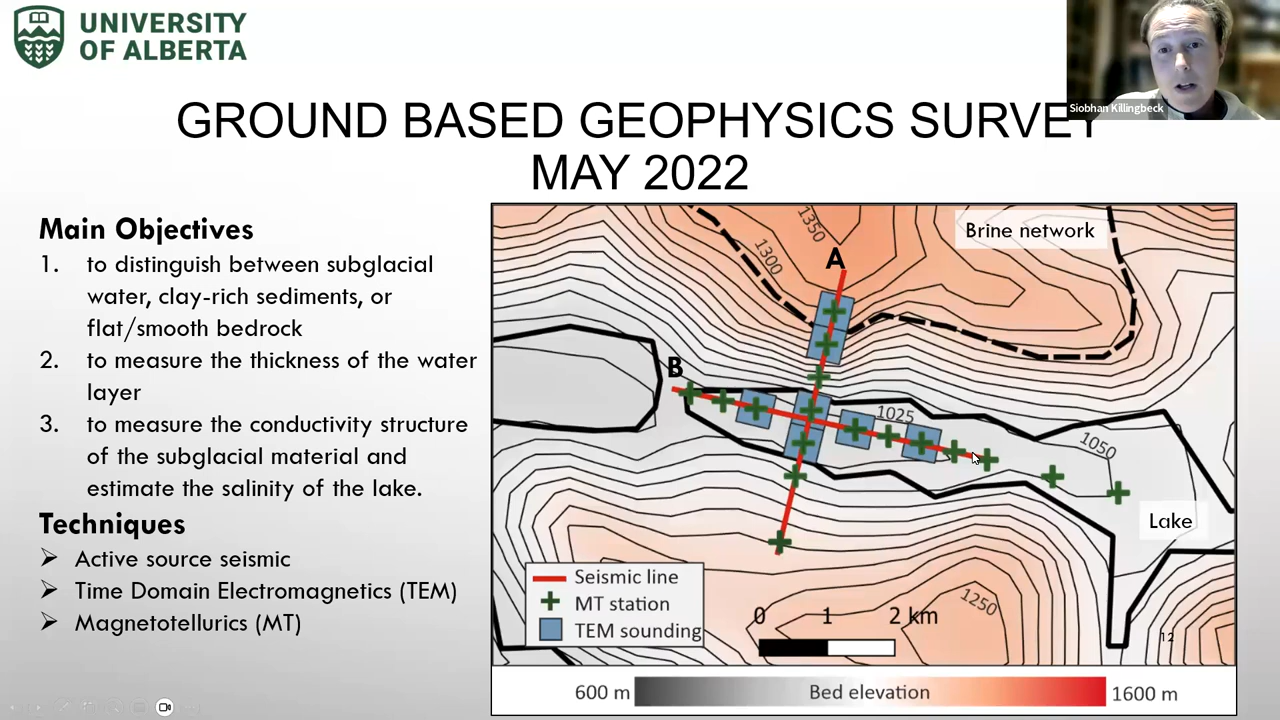 UNIVERSITY
OF ALBERTA
Siobhan Killingbeck
GROUND BASED GEOPHYSICS SURVEY
MAY 2022
Main Objectives
1. to distinguish between subglacial
water, clay-rich sediments, or
flat/smooth bedrock
2. to measure the thickness of the water
layer
3. to measure the conductivity structure
of the subglacial material and
estimate the salinity of the lake.
Techniques
➢ Active source seismic
➢ Time Domain Electromagnetics (TEM)
➢ Magnetotellurics (MT)
1350
1300
Brine network
A
B
1025
1050
Lake
1250
Seismic line
MT station
TEM sounding
0 1 2 km
12
600 m Bed elevation 1600 m